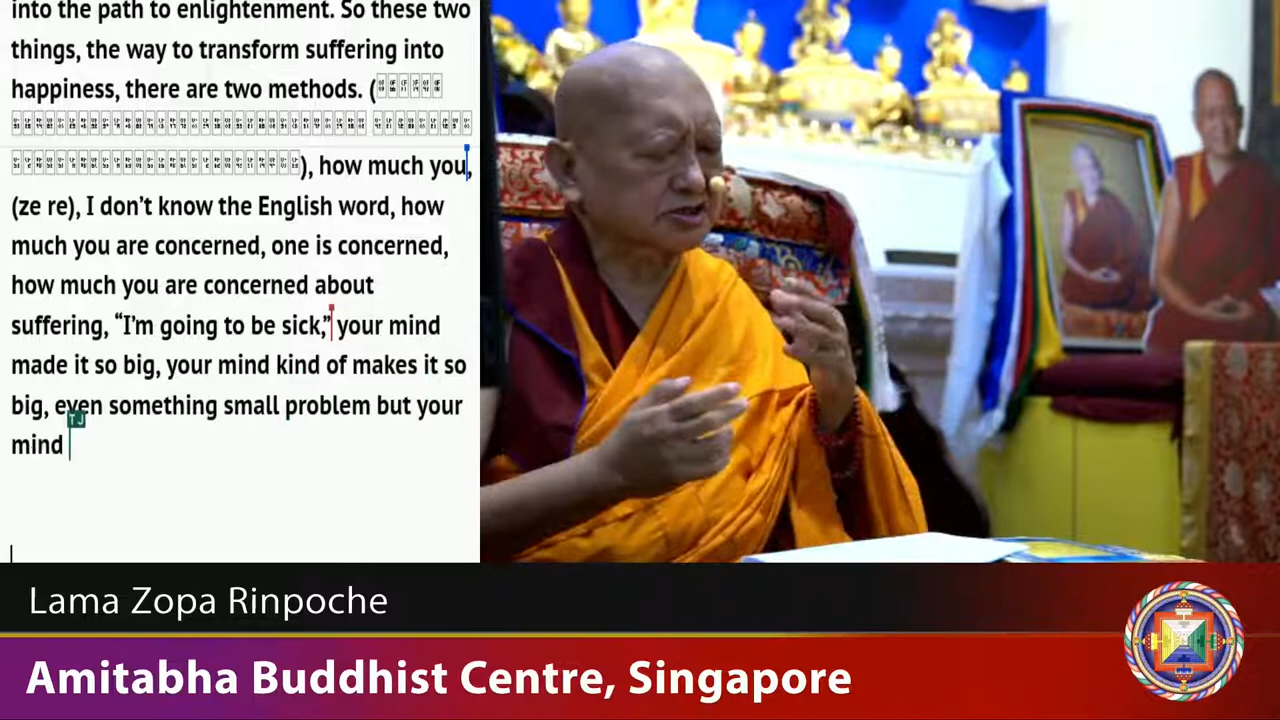 into the path to enlightenment. So these two
things, the way to transform suffering into
happiness, there are two methods. (
), how much you,
(ze re), I don’t know the English word, how
much you are concerned, one is concerned,
how much you are concerned about
suffering, “I’m going to be sick,” your mind
made it so big, your mind kind of makes it so
big, even something small problem but your
mind
TJ
Lama Zopa Rinpoche
Amitabha Buddhist Centre, Singapore